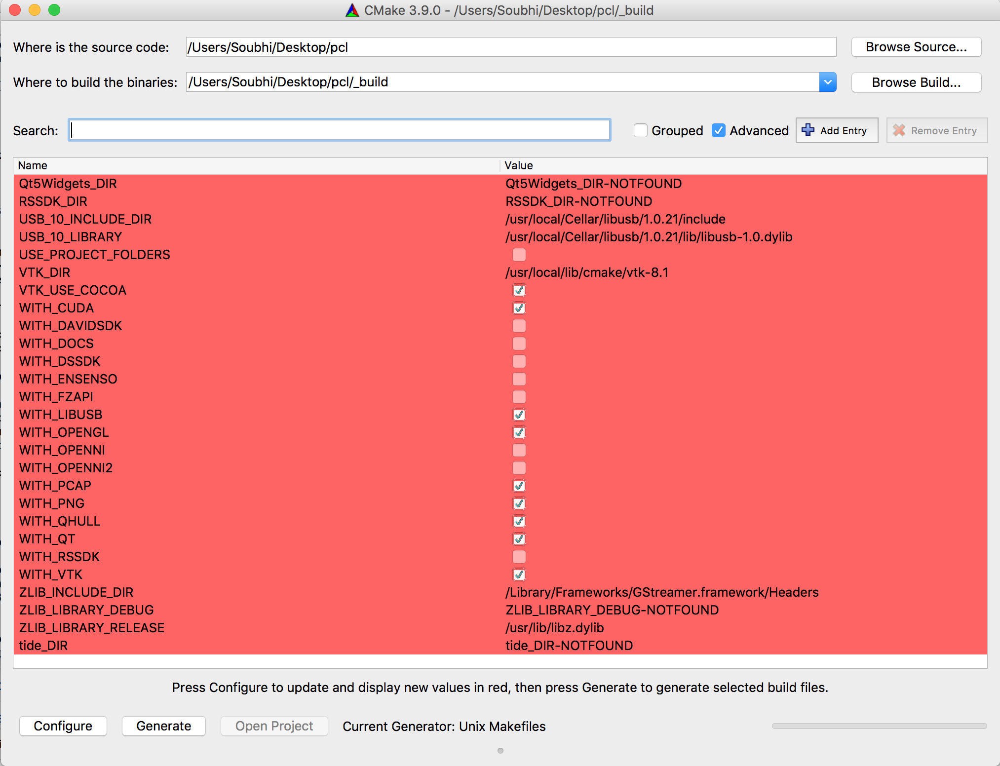 CMake 3.9.0 - /Users/Soubhi/Desktop/pcl/_build
Where is the source code: /Users/Soubhi/Desktop/pcl Browse Source...
Where to build the binaries: /Users/Soubhi/Desktop/pcl/_build Browse Build...
Search: Grouped Advanced Add Entry Remove Entry
Name Value
Qt5Widgets_DIR Qt5Widgets_DIR-NOTFOUND
RSSDK_DIR RSSDK_DIR-NOTFOUND
USB_10_INCLUDE_DIR /usr/local/Cellar/libusb/1.0.21/include
USB_10_LIBRARY /usr/local/Cellar/libusb/1.0.21/lib/libusb-1.0.dylib
USE_PROJECT_FOLDERS
VTK_DIR /usr/local/lib/cmake/vtk-8.1
VTK_USE_COCOA
WITH_CUDA
WITH_DAVIDSDK
WITH_DOCS
WITH_DSSDK
WITH_ENSENSO
WITH_FZAPI
WITH_LIBUSB
WITH_OPENGL
WITH_OPENNI
WITH_OPENNI2
WITH_PCAP
WITH_PNG
WITH_QHULL
WITH_QT
WITH_RSSDK
WITH_VTK
ZLIB_INCLUDE_DIR /Library/Frameworks/GStreamer.framework/Headers
ZLIB_LIBRARY_DEBUG ZLIB_LIBRARY_DEBUG-NOTFOUND
ZLIB_LIBRARY_RELEASE /usr/lib/libz.dylib
tide_DIR tide_DIR-NOTFOUND
Press Configure to update and display new values in red, then press Generate to generate selected build files.
Configure Generate Open Project Current Generator: Unix Makefiles